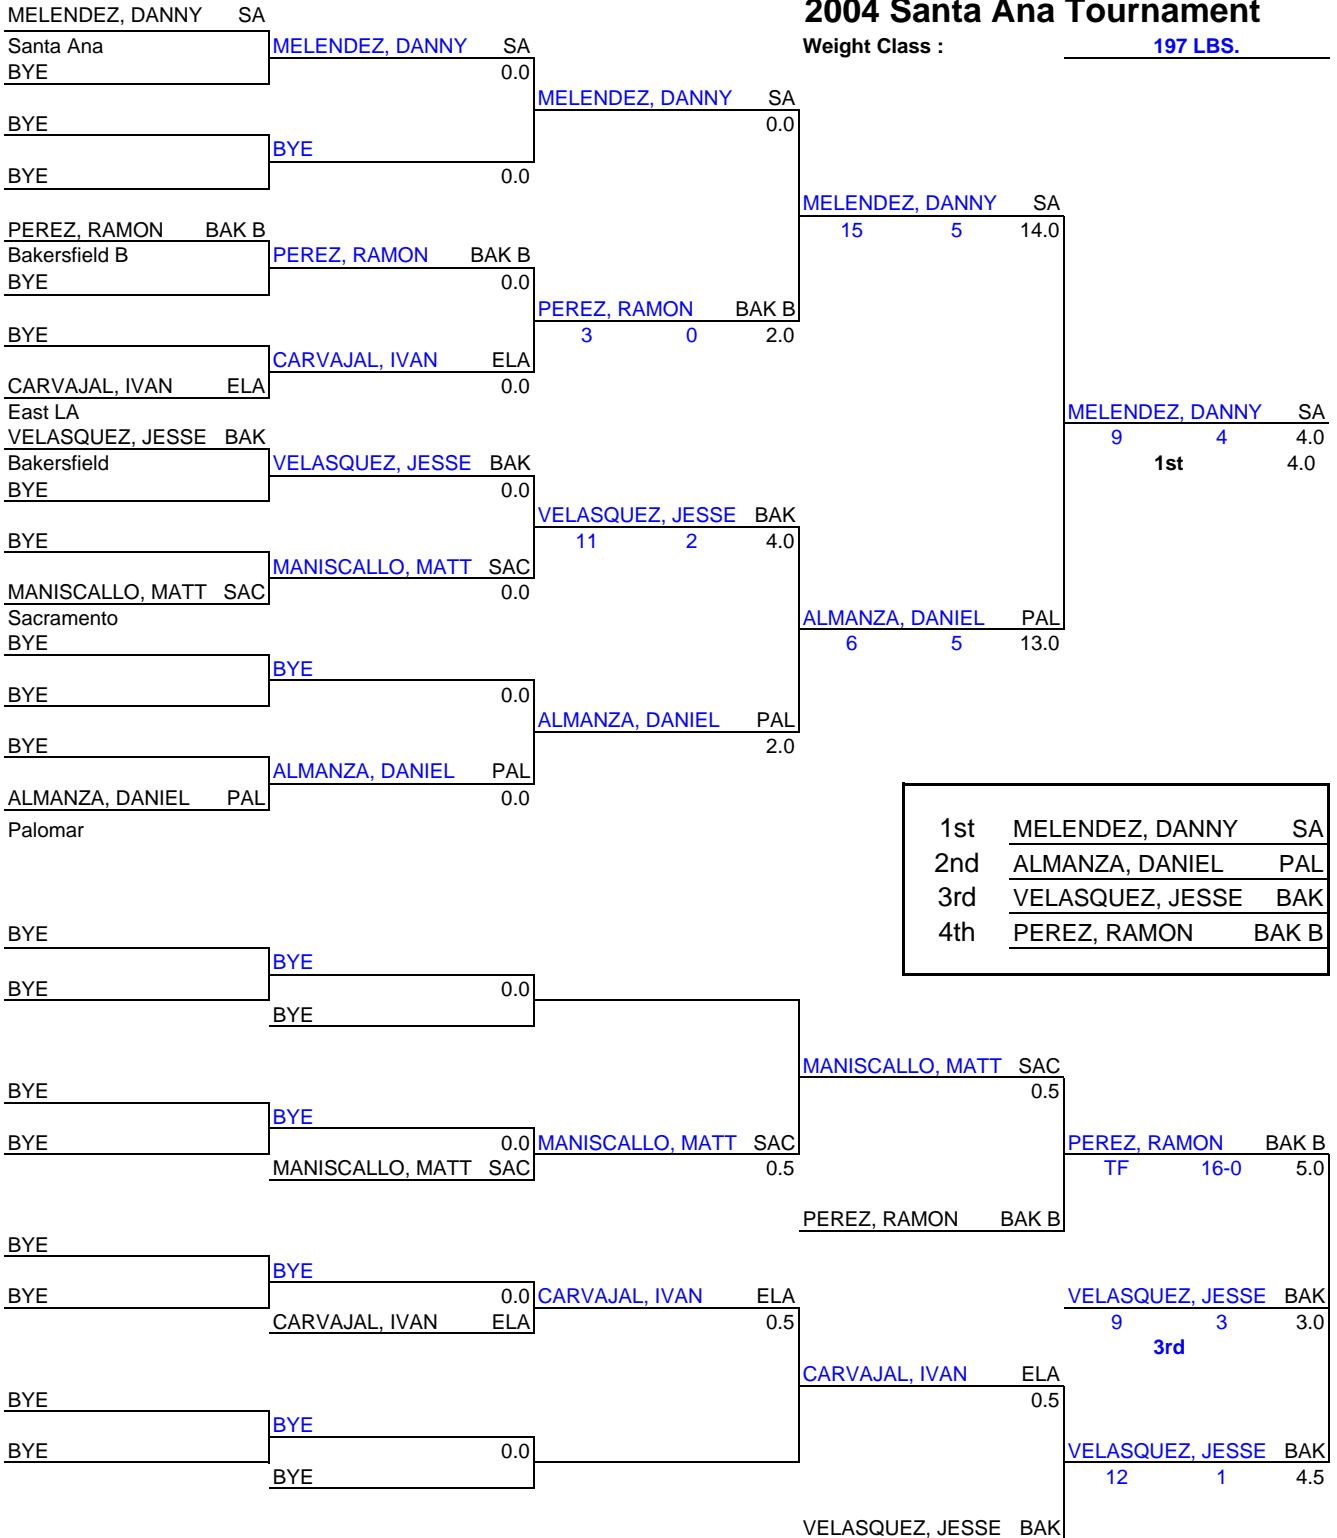 MELENDEZ, DANNY SA 2004 Santa Ana Tournament
Santa Ana MELENDEZ, DANNY SA Weight Class : 197 LBS.
BYE 0.0
MELENDEZ, DANNY SA
BYE 0.0
BYE
BYE 0.0
MELENDEZ, DANNY SA
PEREZ, RAMON BAK B 15 5 14.0
Bakersfield B PEREZ, RAMON BAK B
BYE 0.0
PEREZ, RAMON BAK B
BYE 3 0 2.0
CARVAJAL, IVAN ELA
CARVAJAL, IVAN ELA 0.0
East LA MELENDEZ, DANNY SA
VELASQUEZ, JESSE BAK 9 4 4.0
Bakersfield VELASQUEZ, JESSE BAK 1st 4.0
BYE 0.0
VELASQUEZ, JESSE BAK
BYE 11 2 4.0
MANISCALLO, MATT SAC
MANISCALLO, MATT SAC 0.0
Sacramento ALMANZA, DANIEL PAL
BYE 6 5 13.0
BYE
BYE 0.0
ALMANZA, DANIEL PAL
BYE 2.0
ALMANZA, DANIEL PAL
ALMANZA, DANIEL PAL 0.0
Palomar 1st MELENDEZ, DANNY SA
2nd ALMANZA, DANIEL PAL
3rd VELASQUEZ, JESSE BAK
BYE 4th PEREZ, RAMON BAK B
BYE
BYE 0.0
BYE
MANISCALLO, MATT SAC
BYE 0.5
BYE
BYE 0.0 MANISCALLO, MATT SAC PEREZ, RAMON BAK B
MANISCALLO, MATT SAC 0.5 TF 16-0 5.0
PEREZ, RAMON BAK B
BYE
BYE
BYE 0.0 CARVAJAL, IVAN ELA VELASQUEZ, JESSE BAK
CARVAJAL, IVAN ELA 0.5 9 3 3.0
3rd
CARVAJAL, IVAN ELA
BYE 0.5
BYE
BYE 0.0 VELASQUEZ, JESSE BAK
BYE 12 1 4.5
VELASQUEZ, JESSE BAK